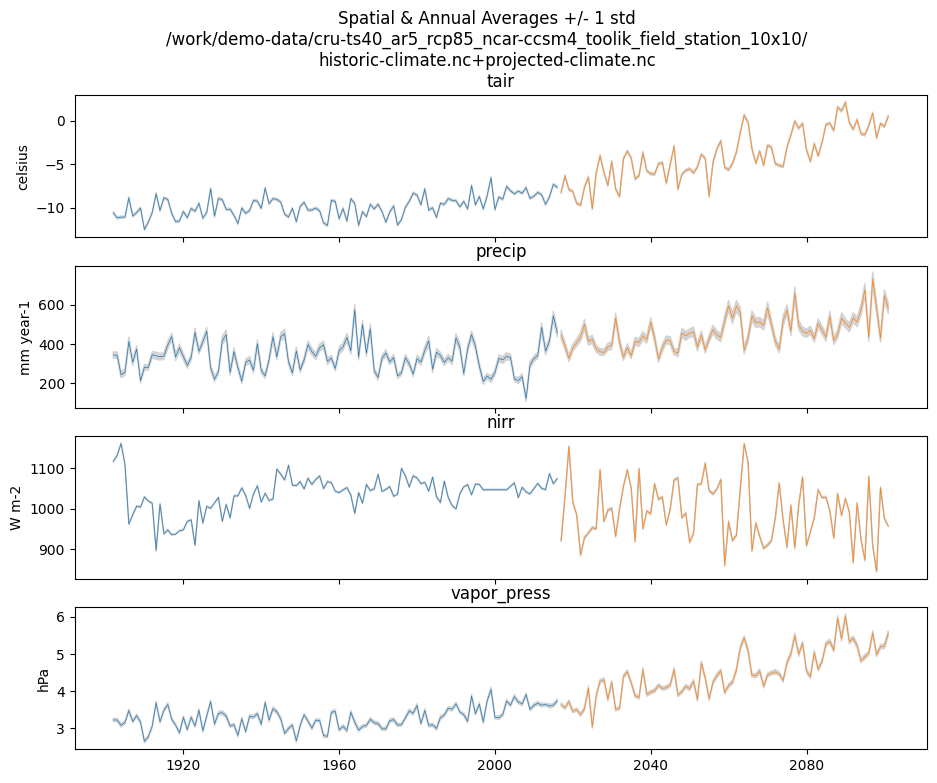 Spatial & Annual Averages +/- 1 std
/work/demo-data/cru-ts40_ar5_rcp85_ncar-ccsm4_toolik_field_station_10x10/
historic-climate.nc+projected-climate.nc
tair
celsius
0
−5
−10
precip
mm year-1
600
400
200
nirr
W m-2
1100
1000
900
vapor_press
hPa
6
5
4
3
1920 1960 2000 2040 2080